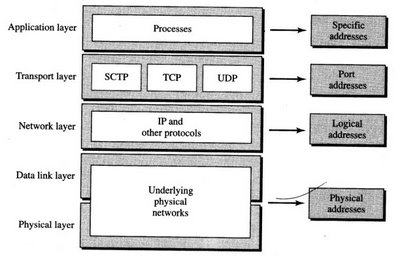 Application layer
Processes
Specific
addresses
Transport layer
SCTP
TCP
UDP
Port
addresses
Network layer
IP and
other protocols
Logical
addresses
Data link layer
Underlying
physical
networks
Physical
addresses
Physical layer